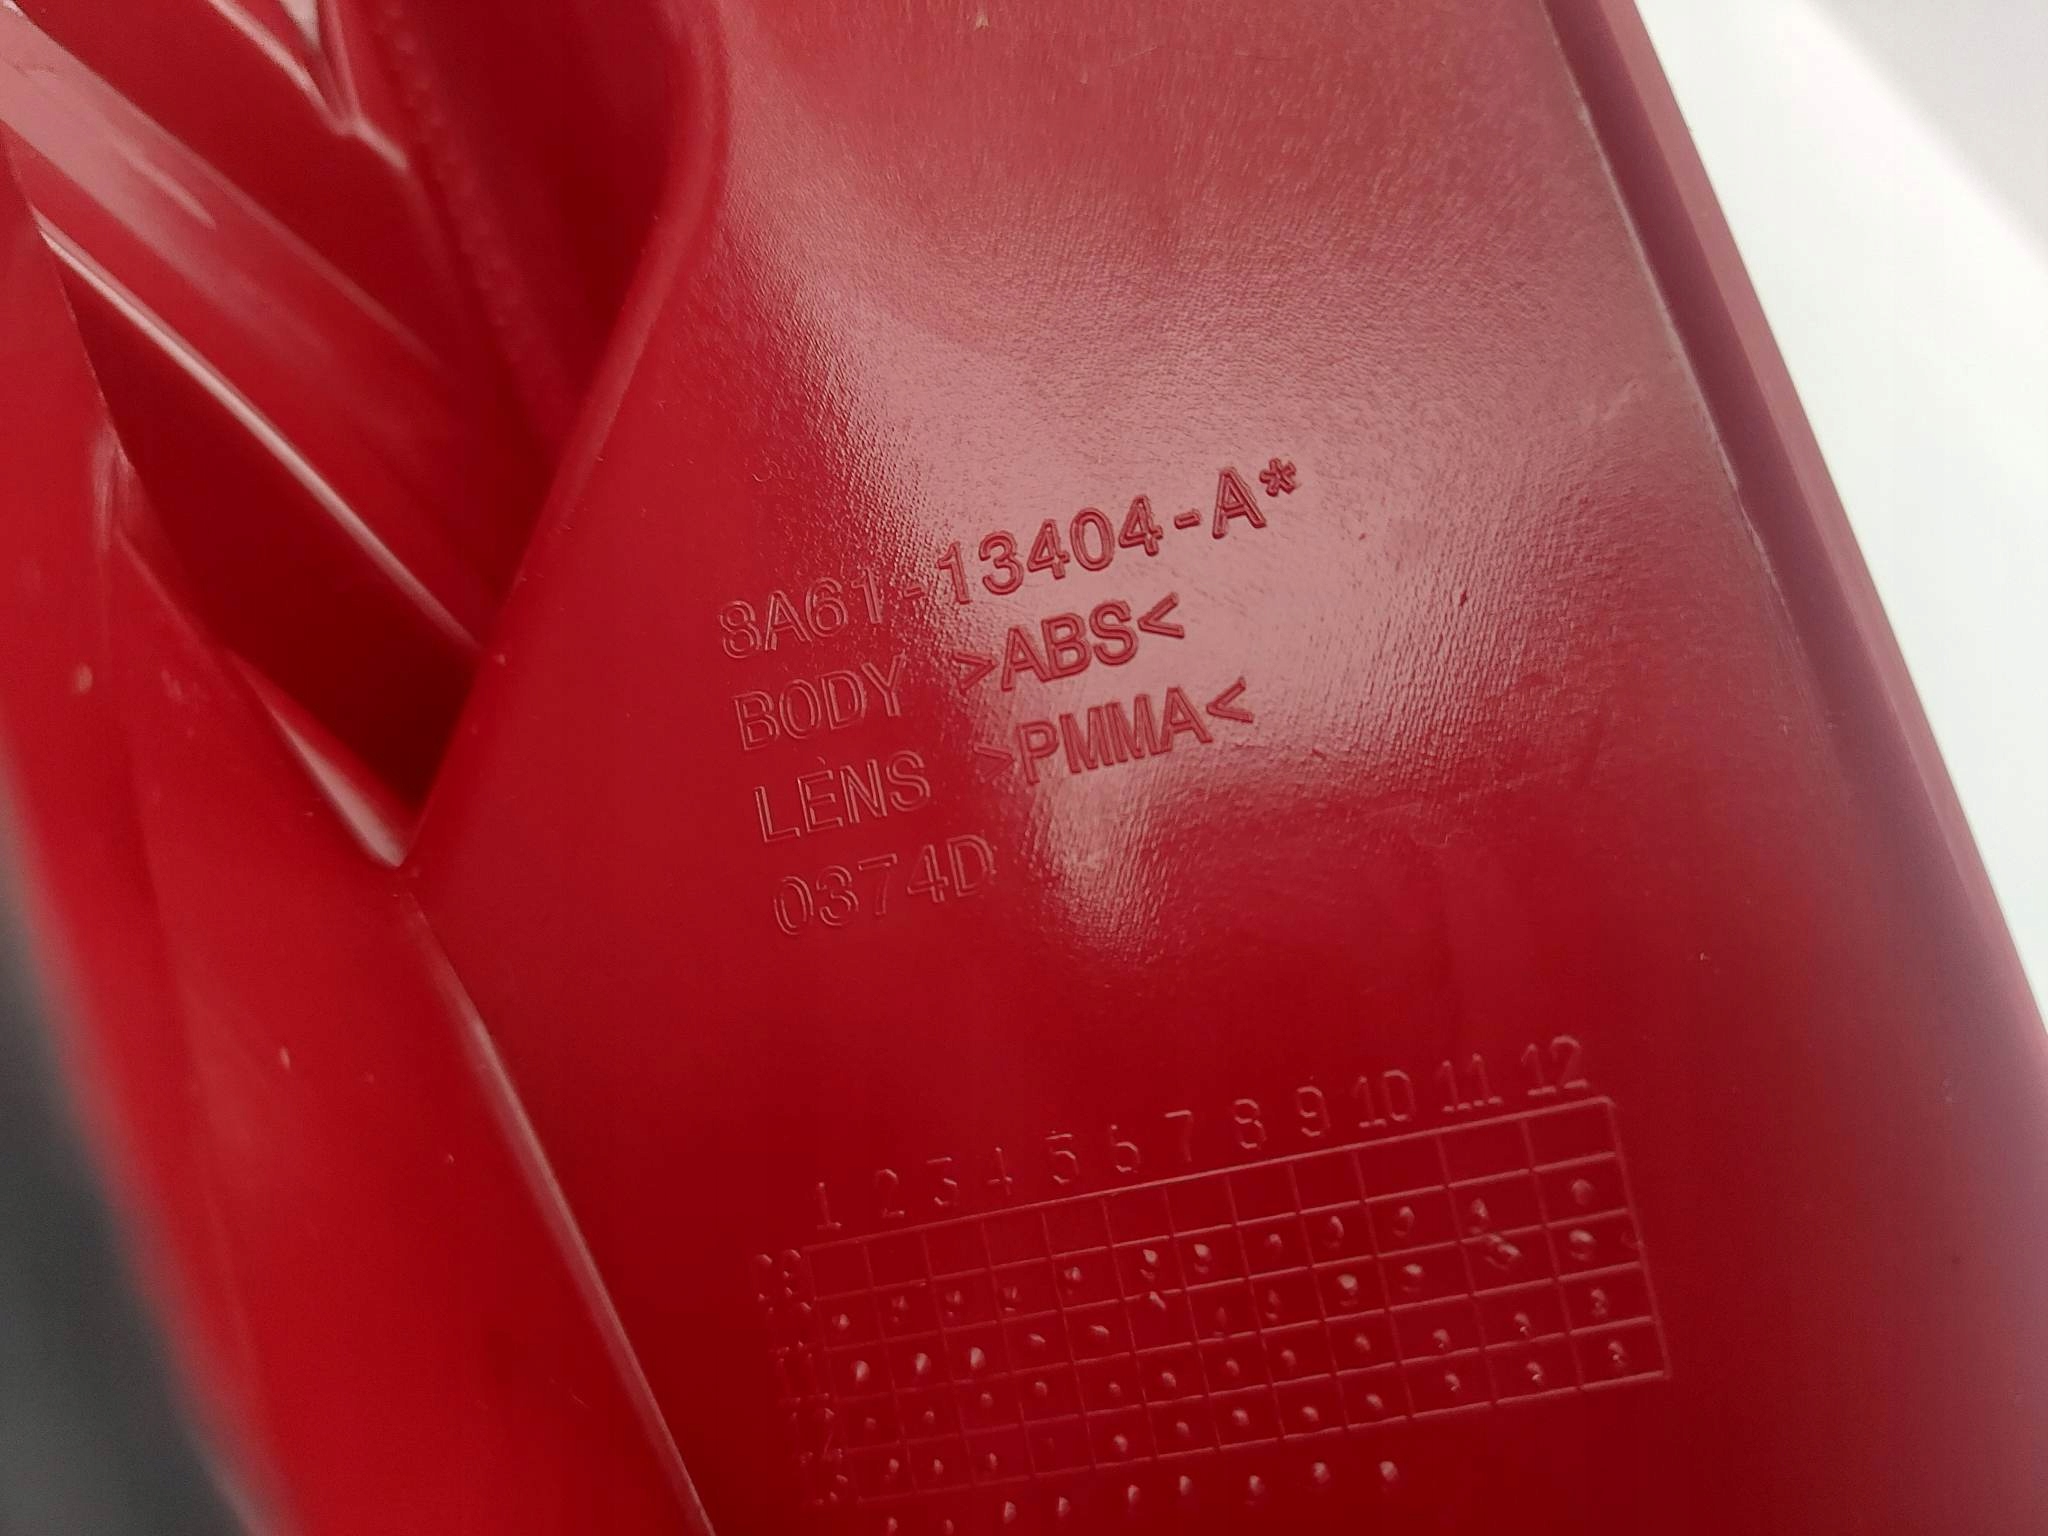 8A61-13404-A*
BODY >ABS<
LENS >PMMA<
0374D
1 2 3 4 5 6 7 8 9 10 11 12
12